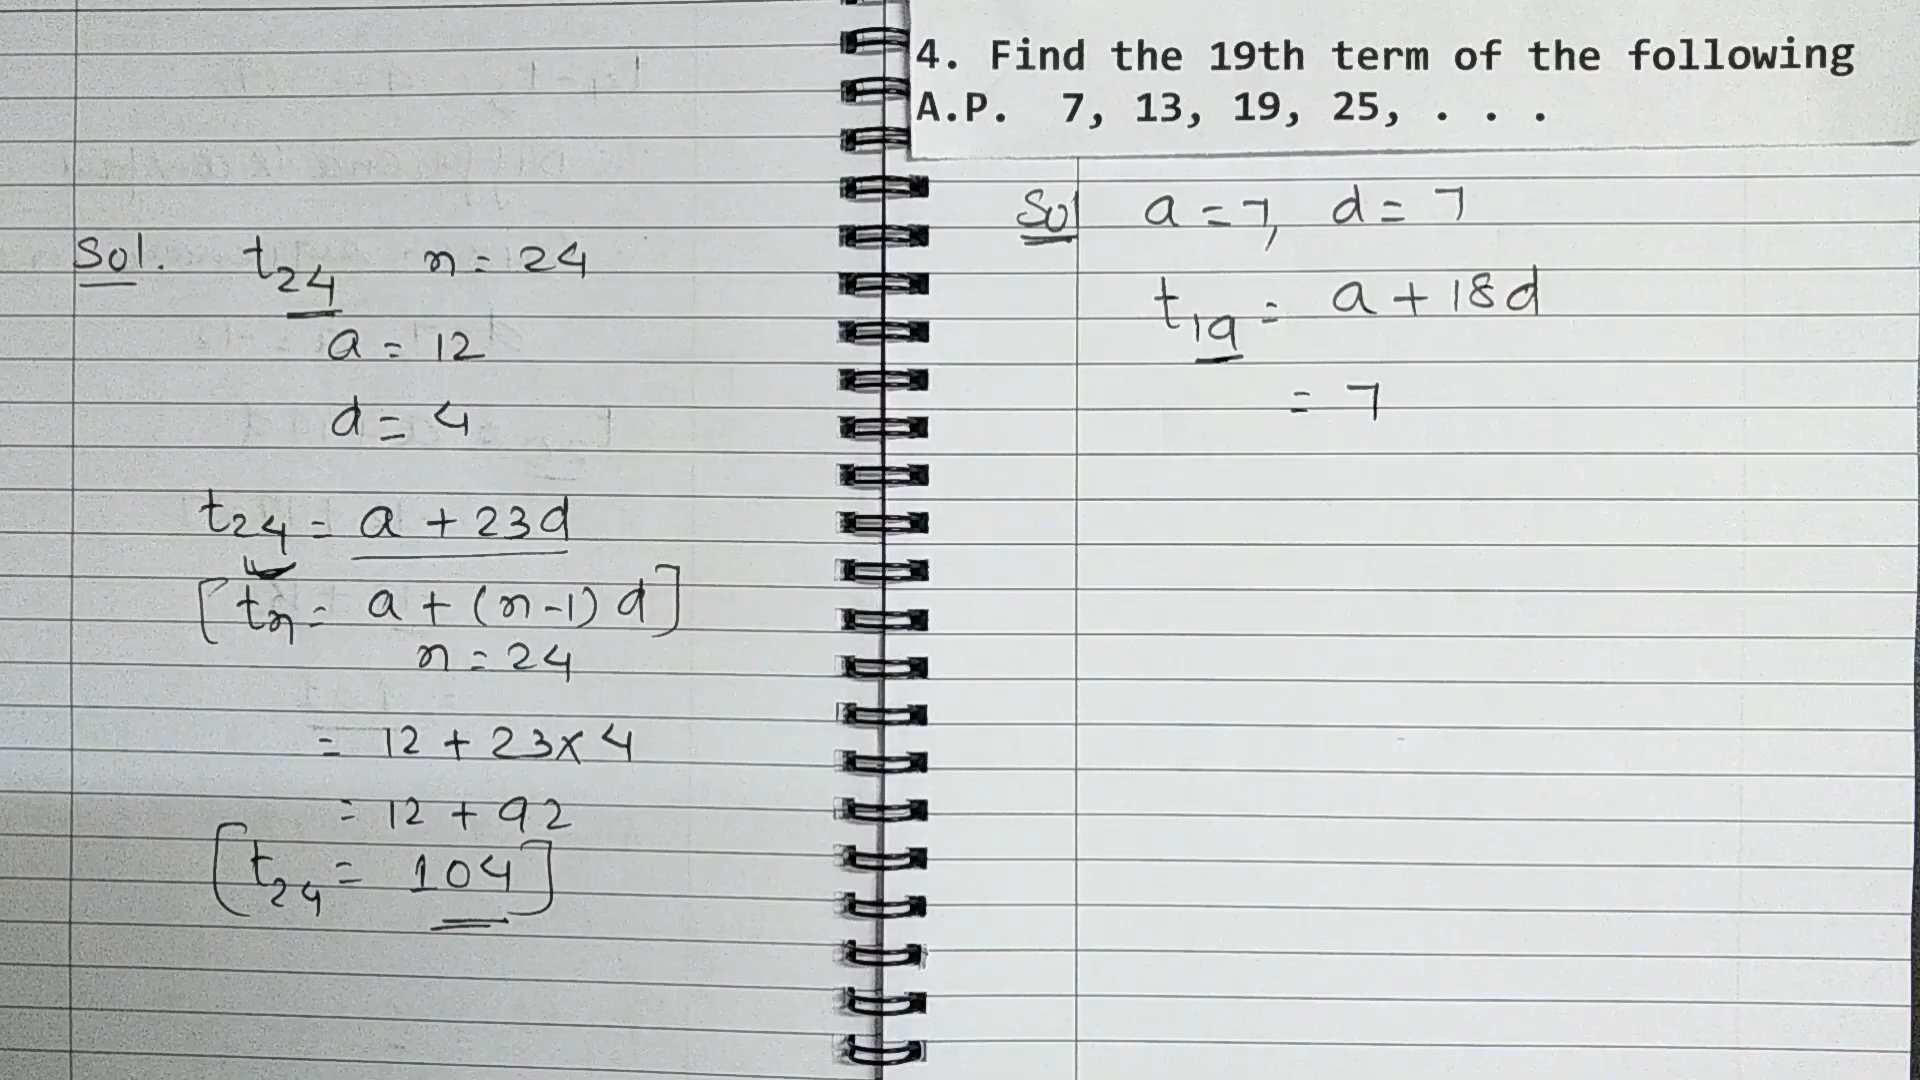 Sol. t24 n = 24
a = 12
d = 4
t24 = a + 23d
[tn = a + (n-1) d]
n = 24
= 12 + 23x4
= 12 + 92
[t24 = 104]
4. Find the 19th term of the following
A.P. 7, 13, 19, 25, . . .
Sol a = 7, d = 7
t19 = a + 18d
= 7